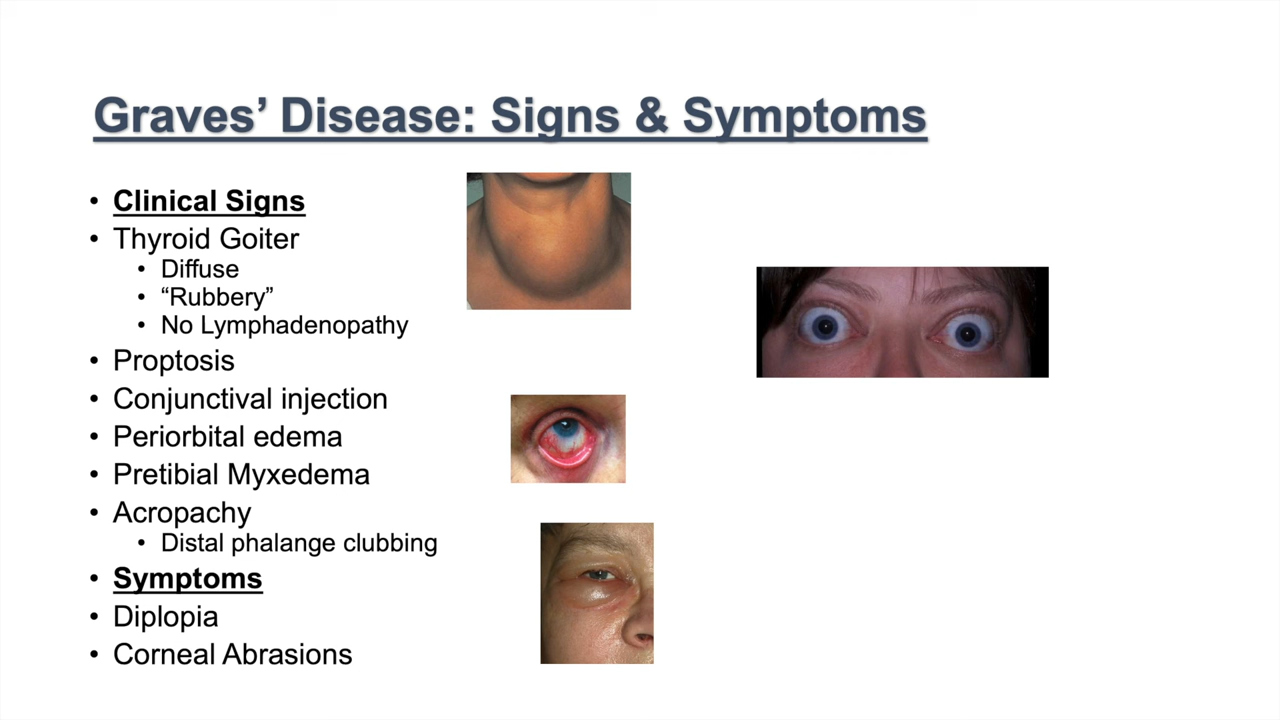 Graves’ Disease: Signs & Symptoms
• Clinical Signs
• Thyroid Goiter
• Diffuse
• “Rubbery”
• No Lymphadenopathy
• Proptosis
• Conjunctival injection
• Periorbital edema
• Pretibial Myxedema
• Acropachy
• Distal phalange clubbing
• Symptoms
• Diplopia
• Corneal Abrasions